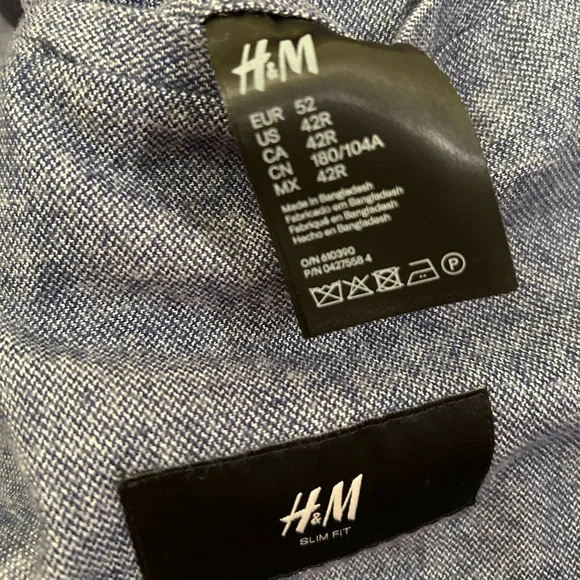 H&M
EUR 52
US 42R
CA 42R
CN 180/104A
MX 42R
Made in Bangladesh
Fabricado em Bangladesh
Fabriqué en Bangladesh
Hecho en Bangladesh
O/N 610390
P/N 0427558 4
P
H&M
SLIM FIT